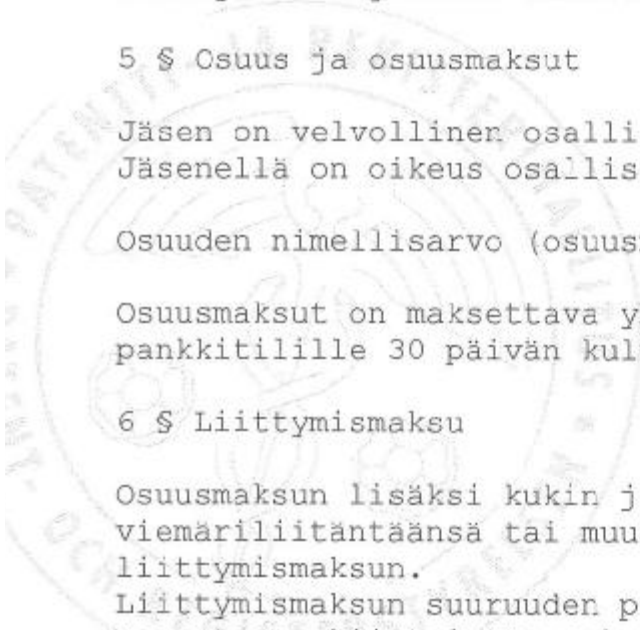 5 § Osuus ja osuusmaksut
Jäsen on velvollinen osalli
Jäsenellä on oikeus osallis
Osuuden nimellisarvo (osuus
Osuusmaksut on maksettava y
pankkitilille 30 päivän kul
6 § Liittymismaksu
Osuusmaksun lisäksi kukin j
viemäriliitäntäänsä tai muu
liittymismaksun.
Liittymismaksun suuruuden p